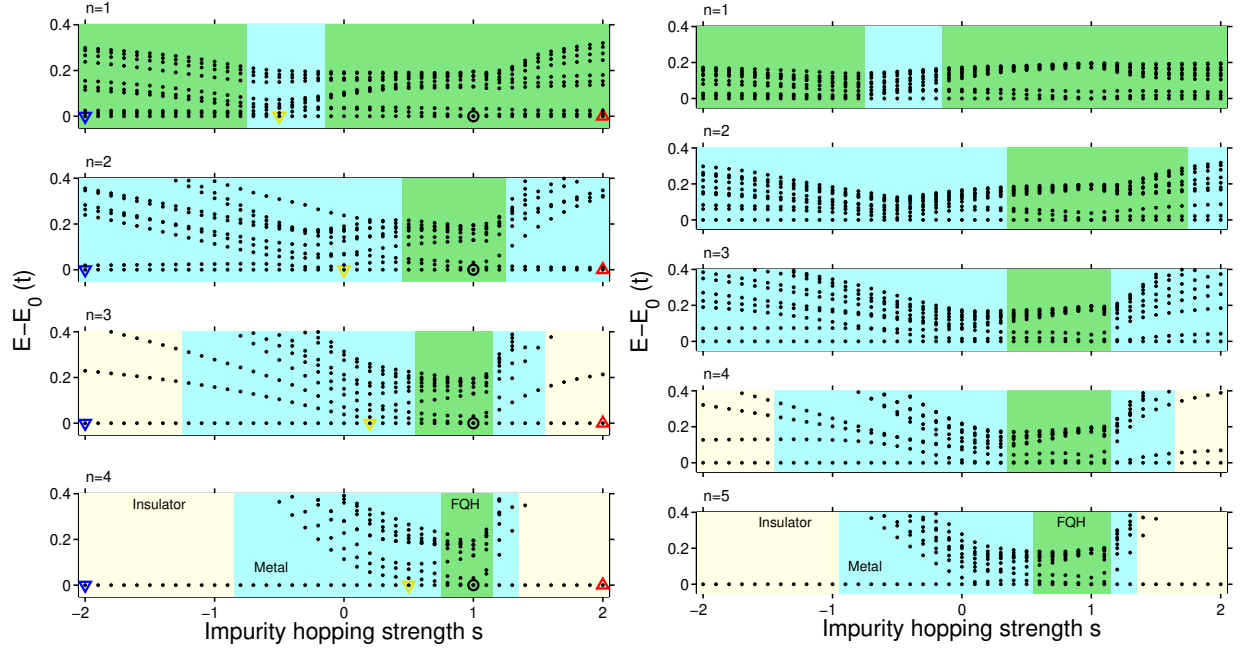 n=1
0.4
0.2
0
n=2
0.4
0.2
0
n=3
0.4
0.2
0
n=4
0.4
0.2
0
Insulator
Metal
FQH
−2
−1
0
1
2
E−E0 (t)
Impurity hopping strength s
n=1
0.4
0.2
0
n=2
0.4
0.2
0
n=3
0.4
0.2
0
n=4
0.4
0.2
0
n=5
0.4
0.2
0
Insulator
Metal
FQH
−2
−1
0
1
2
E−E0 (t)
Impurity hopping strength s